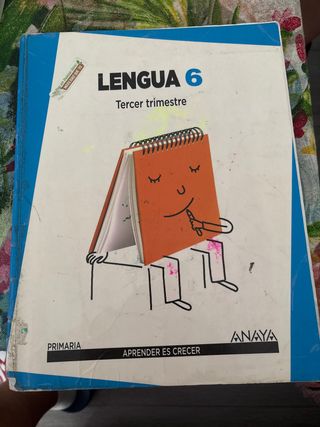 LENGUA 6
Tercer trimestre
PRIMARIA
APRENDER ES CRECER
ANAYA